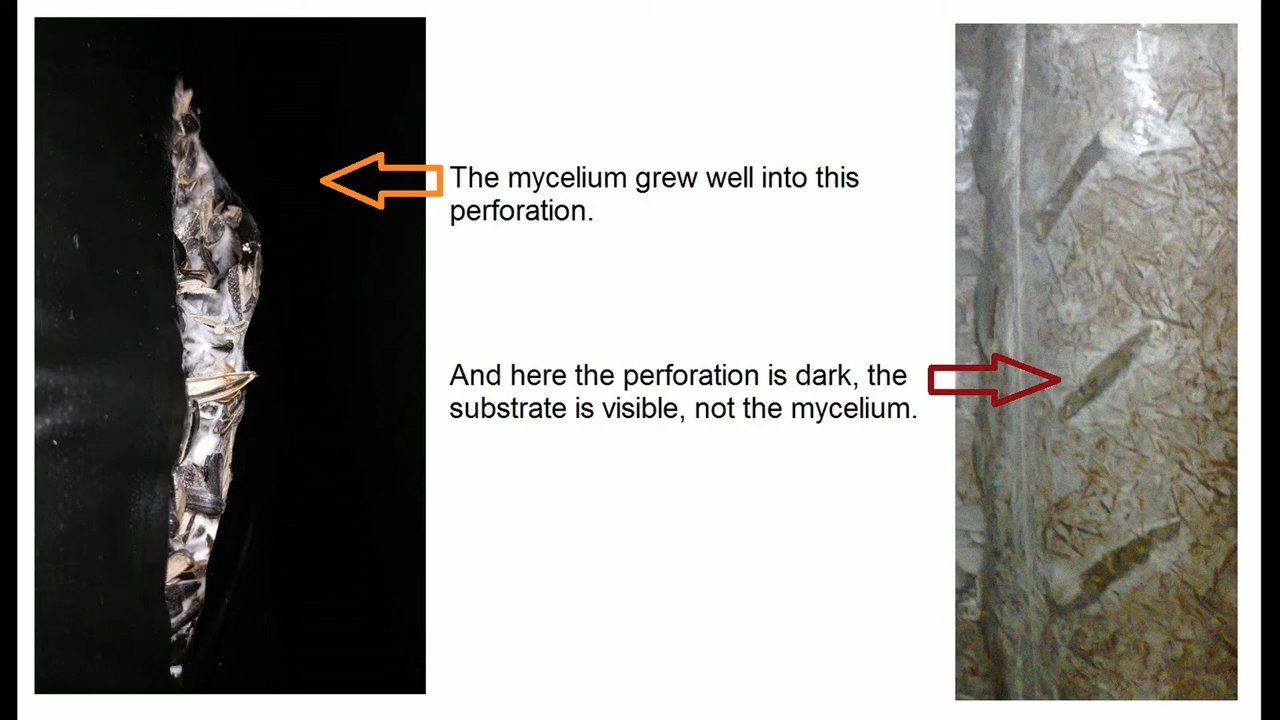 The mycelium grew well into this
perforation.
And here the perforation is dark, the
substrate is visible, not the mycelium.